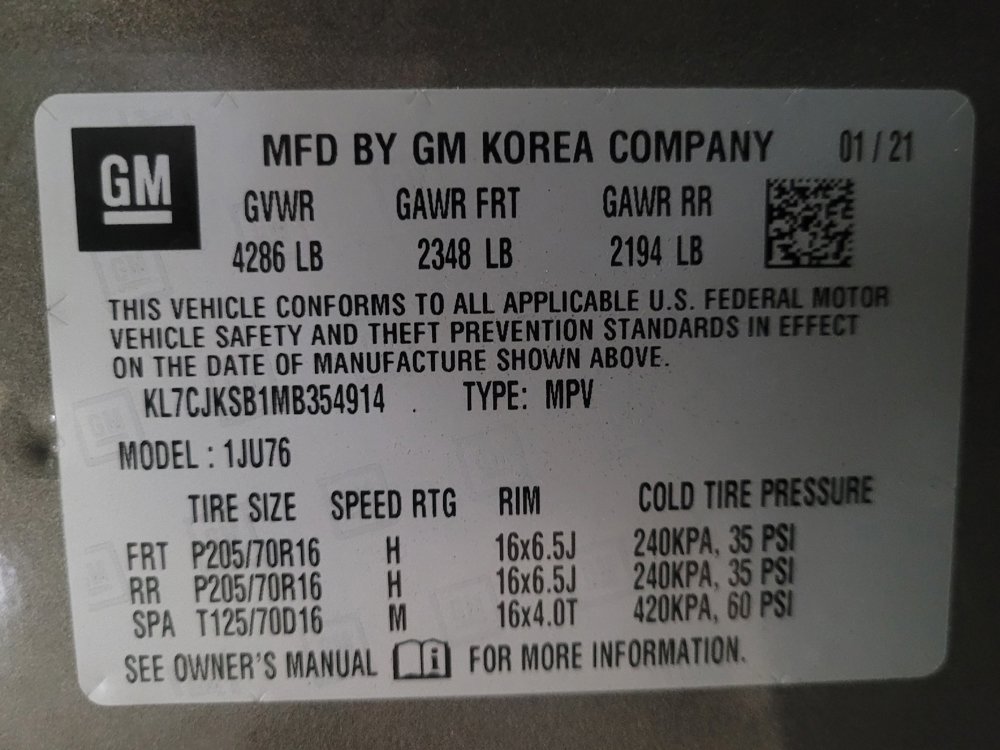 GM
MFD BY GM KOREA COMPANY 01 / 21
GVWR GAWR FRT GAWR RR
4286 LB 2348 LB 2194 LB
THIS VEHICLE CONFORMS TO ALL APPLICABLE U.S. FEDERAL MOTOR
VEHICLE SAFETY AND THEFT PREVENTION STANDARDS IN EFFECT
ON THE DATE OF MANUFACTURE SHOWN ABOVE.
KL7CJKSB1MB354914 . TYPE: MPV
MODEL : 1JU76
TIRE SIZE SPEED RTG RIM COLD TIRE PRESSURE
FRT P205/70R16 H 16x6.5J 240KPA, 35 PSI
RR P205/70R16 H 16x6.5J 240KPA, 35 PSI
SPA T125/70D16 M 16x4.0T 420KPA, 60 PSI
SEE OWNER'S MANUAL i FOR MORE INFORMATION.